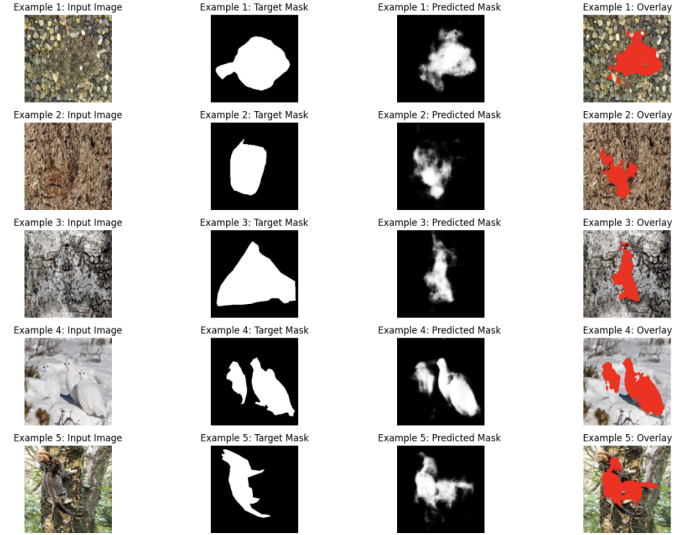 Example 1: Input Image
Example 1: Target Mask
Example 1: Predicted Mask
Example 1: Overlay
Example 2: Input Image
Example 2: Target Mask
Example 2: Predicted Mask
Example 2: Overlay
Example 3: Input Image
Example 3: Target Mask
Example 3: Predicted Mask
Example 3: Overlay
Example 4: Input Image
Example 4: Target Mask
Example 4: Predicted Mask
Example 4: Overlay
Example 5: Input Image
Example 5: Target Mask
Example 5: Predicted Mask
Example 5: Overlay